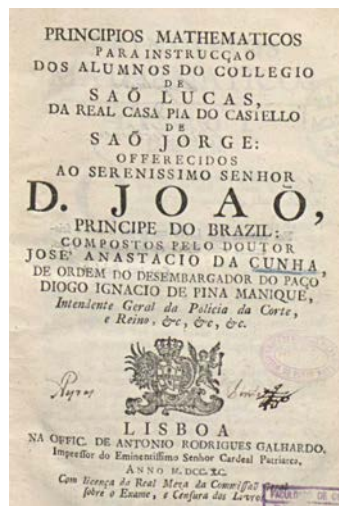 PRINCIPIOS MATHEMATICOS
PARA INSTRUCÇAÕ
DOS ALUMNOS DO COLLEGIO
DE
SAÕ LUCAS,
DA REAL CASA PIA DO CASTELLO
DE
SAÕ JORGE:
OFFERECIDOS
AO SERENISSIMO SENHOR
D. JOAÕ,
PRINCIPE DO BRAZIL:
COMPOSTOS PELO DOUTOR
JOSE' ANASTACIO DA CUNHA,
DE ORDEM DO DESEMBARGADOR DO PAÇO
DIOGO IGNACIO DE PINA MANIQUE,
Intendente Geral da Policia da Corte,
e Reino, &c, &c, &c.
LISBOA
NA OFFIC. DE ANTONIO RODRIGUES GALHARDO,
Impressor do Eminentissimo Senhor Cardeal Patriarca,
ANNO M. DCC. XC.
Com licença da Real Meza da Commissaõ Geral
sobre o Exame, e Censura dos Livros